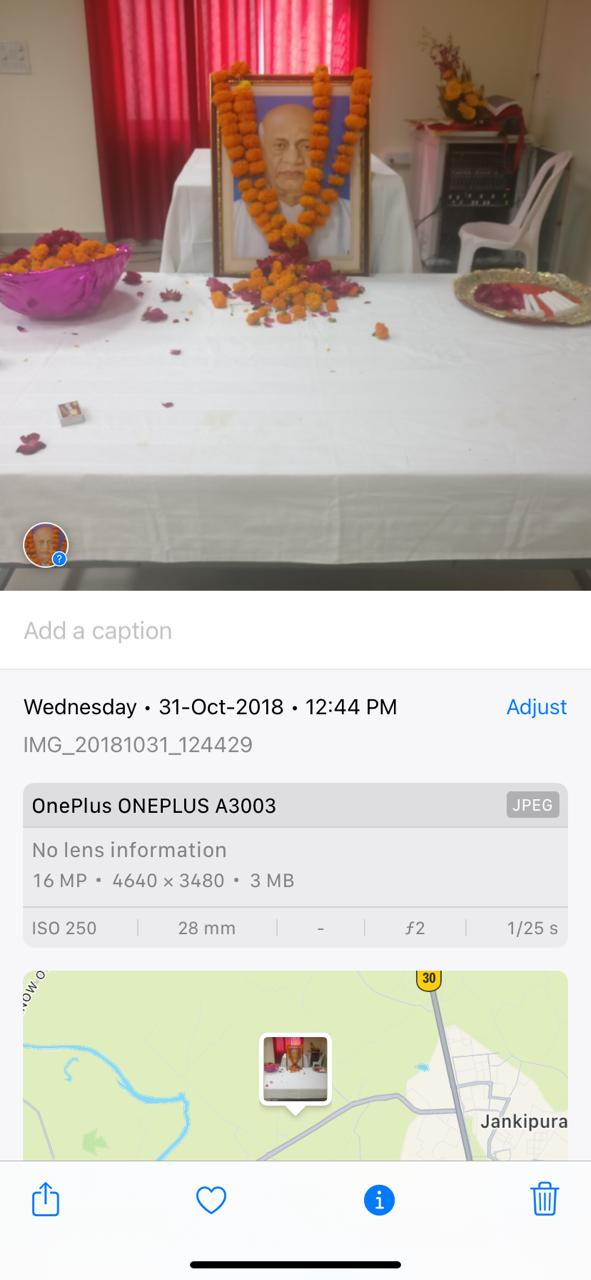 Add a caption
Wednesday • 31-Oct-2018 • 12:44 PM
Adjust
IMG_20181031_124429
OnePlus ONEPLUS A3003
JPEG
No lens information
16 MP • 4640 × 3480 • 3 MB
ISO 250
28 mm
-
ƒ2
1/25 s
30
Jankipura